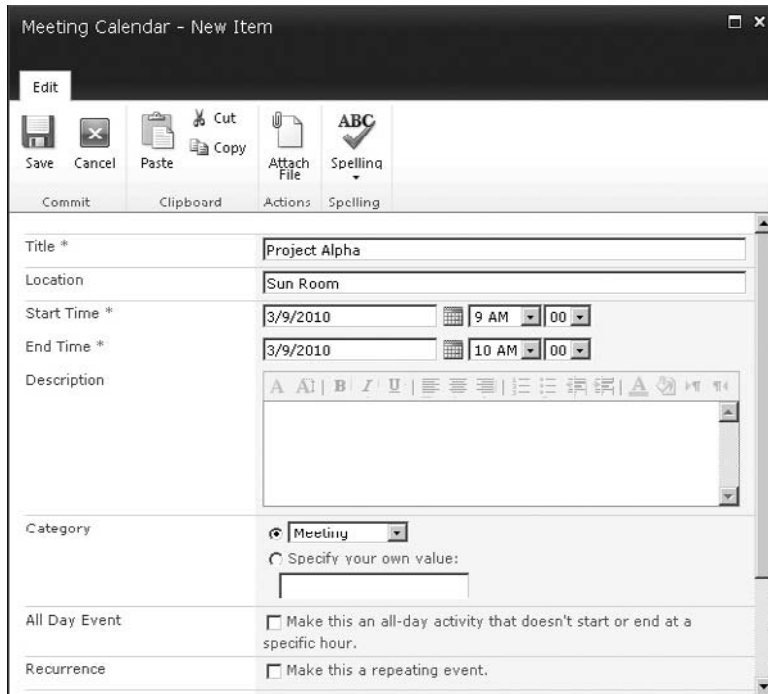 Meeting Calendar - New Item
Edit
Save
Cancel
Paste
Cut
Copy
Attach File
ABC
Spelling
Commit
Clipboard
Actions
Spelling
Title *
Project Alpha
Location
Sun Room
Start Time *
3/9/2010
9 AM
00
End Time *
3/9/2010
10 AM
00
Description
A A B I U A
Category
Meeting
Specify your own value:
All Day Event
Make this an all-day activity that doesn't start or end at a
specific hour.
Recurrence
Make this a repeating event.